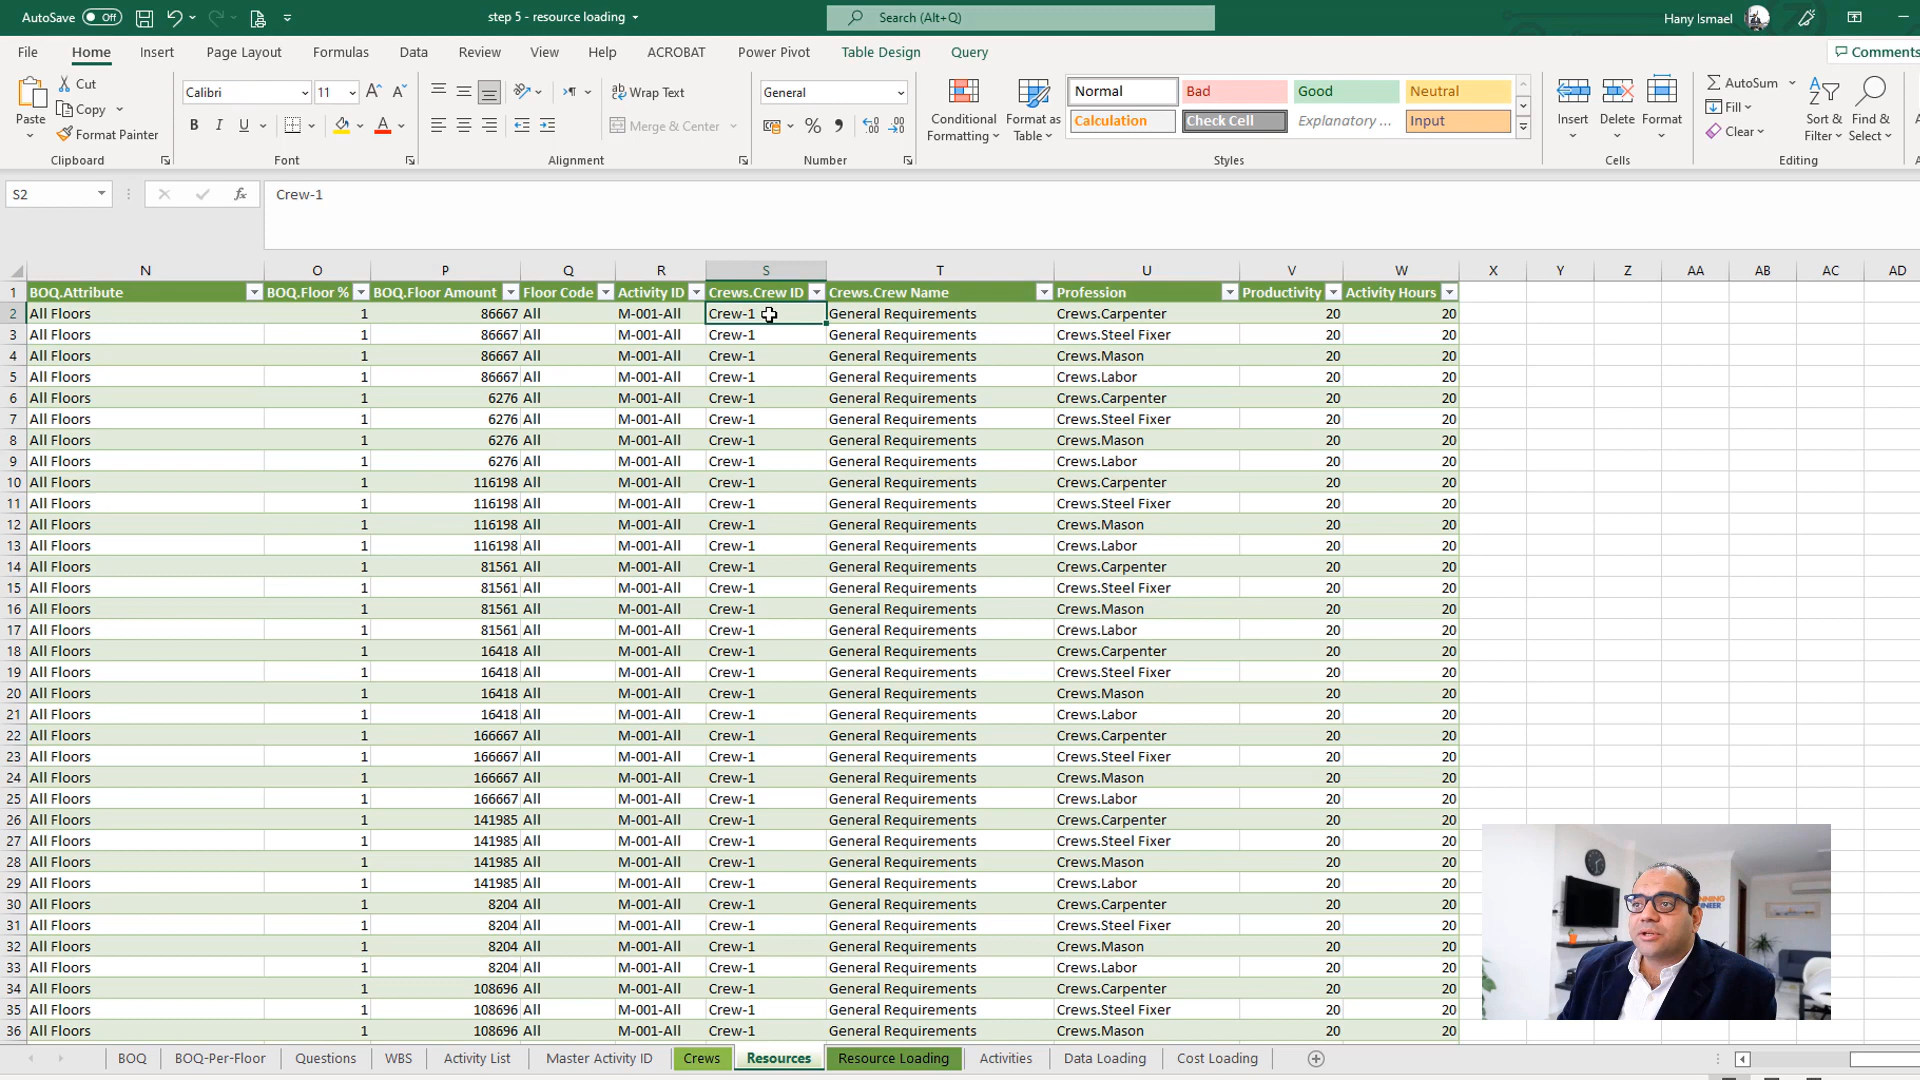 AutoSave Off step 5 - resource loading Search (Alt+Q) Hany Ismael
File Home Insert Page Layout Formulas Data Review View Help ACROBAT Power Pivot Table Design Query Comments
Paste Cut Copy Format Painter Clipboard
Calibri 11 B I U Font
Wrap Text Merge & Center Alignment
General % Number
Conditional Formatting Format as Table Normal Bad Good Neutral Calculation Check Cell Explanatory ... Input Styles
Insert Delete Format Cells
AutoSum Fill Clear Sort & Filter Find & Select Editing
S2 fx Crew-1
N O P Q R S T U V W X Y Z AA AB AC AD
1 BOQ.Attribute BOQ.Floor % BOQ.Floor Amount Floor Code Activity ID Crews.Crew ID Crews.Crew Name Profession Productivity Activity Hours
2 All Floors 1 86667 All M-001-All Crew-1 General Requirements Crews.Carpenter 20 20
3 All Floors 1 86667 All M-001-All Crew-1 General Requirements Crews.Steel Fixer 20 20
4 All Floors 1 86667 All M-001-All Crew-1 General Requirements Crews.Mason 20 20
5 All Floors 1 86667 All M-001-All Crew-1 General Requirements Crews.Labor 20 20
6 All Floors 1 6276 All M-001-All Crew-1 General Requirements Crews.Carpenter 20 20
7 All Floors 1 6276 All M-001-All Crew-1 General Requirements Crews.Steel Fixer 20 20
8 All Floors 1 6276 All M-001-All Crew-1 General Requirements Crews.Mason 20 20
9 All Floors 1 6276 All M-001-All Crew-1 General Requirements Crews.Labor 20 20
10 All Floors 1 116198 All M-001-All Crew-1 General Requirements Crews.Carpenter 20 20
11 All Floors 1 116198 All M-001-All Crew-1 General Requirements Crews.Steel Fixer 20 20
12 All Floors 1 116198 All M-001-All Crew-1 General Requirements Crews.Mason 20 20
13 All Floors 1 116198 All M-001-All Crew-1 General Requirements Crews.Labor 20 20
14 All Floors 1 81561 All M-001-All Crew-1 General Requirements Crews.Carpenter 20 20
15 All Floors 1 81561 All M-001-All Crew-1 General Requirements Crews.Steel Fixer 20 20
16 All Floors 1 81561 All M-001-All Crew-1 General Requirements Crews.Mason 20 20
17 All Floors 1 81561 All M-001-All Crew-1 General Requirements Crews.Labor 20 20
18 All Floors 1 16418 All M-001-All Crew-1 General Requirements Crews.Carpenter 20 20
19 All Floors 1 16418 All M-001-All Crew-1 General Requirements Crews.Steel Fixer 20 20
20 All Floors 1 16418 All M-001-All Crew-1 General Requirements Crews.Mason 20 20
21 All Floors 1 16418 All M-001-All Crew-1 General Requirements Crews.Labor 20 20
22 All Floors 1 166667 All M-001-All Crew-1 General Requirements Crews.Carpenter 20 20
23 All Floors 1 166667 All M-001-All Crew-1 General Requirements Crews.Steel Fixer 20 20
24 All Floors 1 166667 All M-001-All Crew-1 General Requirements Crews.Mason 20 20
25 All Floors 1 166667 All M-001-All Crew-1 General Requirements Crews.Labor 20 20
26 All Floors 1 141985 All M-001-All Crew-1 General Requirements Crews.Carpenter 20 20
27 All Floors 1 141985 All M-001-All Crew-1 General Requirements Crews.Steel Fixer 20 20
28 All Floors 1 141985 All M-001-All Crew-1 General Requirements Crews.Mason 20 20
29 All Floors 1 141985 All M-001-All Crew-1 General Requirements Crews.Labor 20 20
30 All Floors 1 8204 All M-001-All Crew-1 General Requirements Crews.Carpenter 20 20
31 All Floors 1 8204 All M-001-All Crew-1 General Requirements Crews.Steel Fixer 20 20
32 All Floors 1 8204 All M-001-All Crew-1 General Requirements Crews.Mason 20 20
33 All Floors 1 8204 All M-001-All Crew-1 General Requirements Crews.Labor 20 20
34 All Floors 1 108696 All M-001-All Crew-1 General Requirements Crews.Carpenter 20 20
35 All Floors 1 108696 All M-001-All Crew-1 General Requirements Crews.Steel Fixer 20 20
36 All Floors 1 108696 All M-001-All Crew-1 General Requirements Crews.Mason 20 20
BOQ BOQ-Per-Floor Questions WBS Activity List Master Activity ID Crews Resources Resource Loading Activities Data Loading Cost Loading